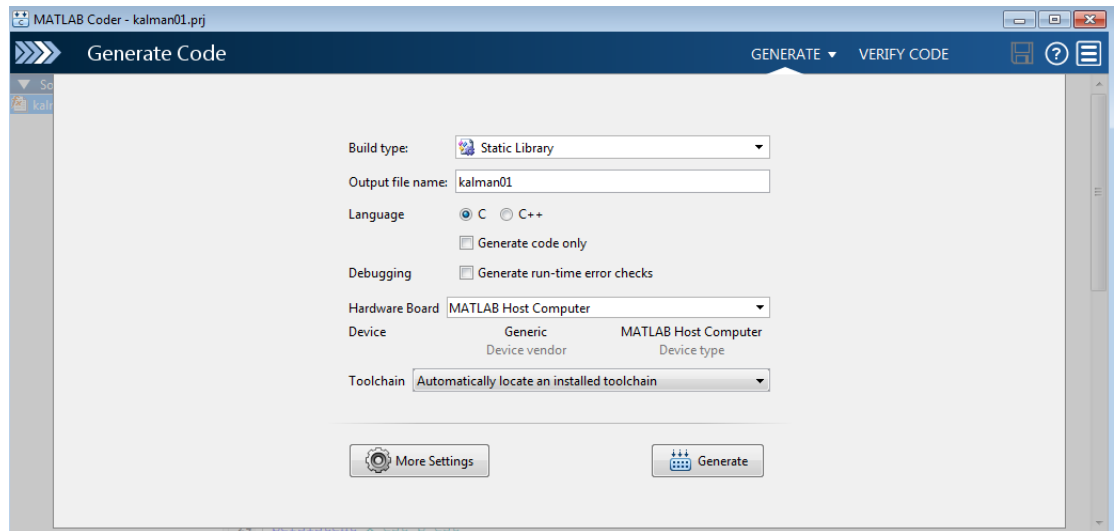 MATLAB Coder - kalman01.prj
Generate Code
GENERATE
VERIFY CODE
So
kalr
Build type:
Static Library
Output file name:
kalman01
Language
C
C++
Generate code only
Debugging
Generate run-time error checks
Hardware Board
MATLAB Host Computer
Device
Generic
MATLAB Host Computer
Device vendor
Device type
Toolchain
Automatically locate an installed toolchain
More Settings
Generate